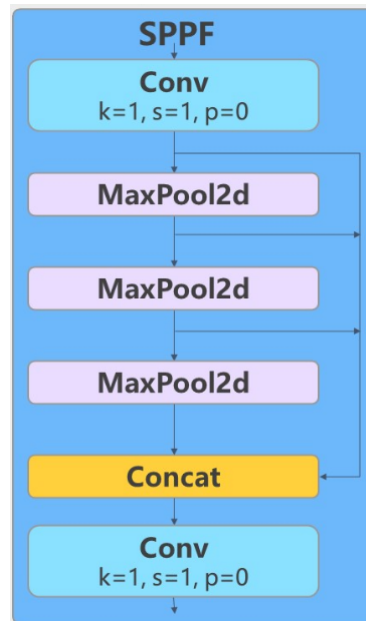 SPPF
Conv
k=1, s=1, p=0
MaxPool2d
MaxPool2d
MaxPool2d
Concat
Conv
k=1, s=1, p=0